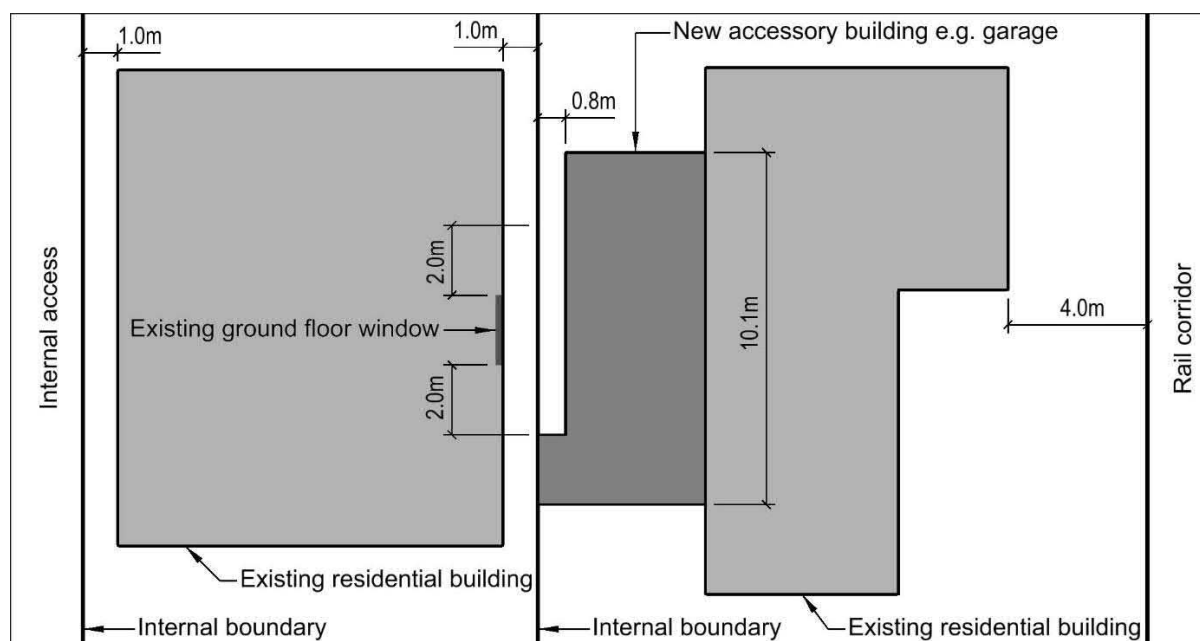 1.0m
1.0m
New accessory building e.g. garage
0.8m
Internal access
2.0m
Existing ground floor window
2.0m
10.1m
4.0m
Rail corridor
Existing residential building
Internal boundary
Internal boundary
Existing residential building